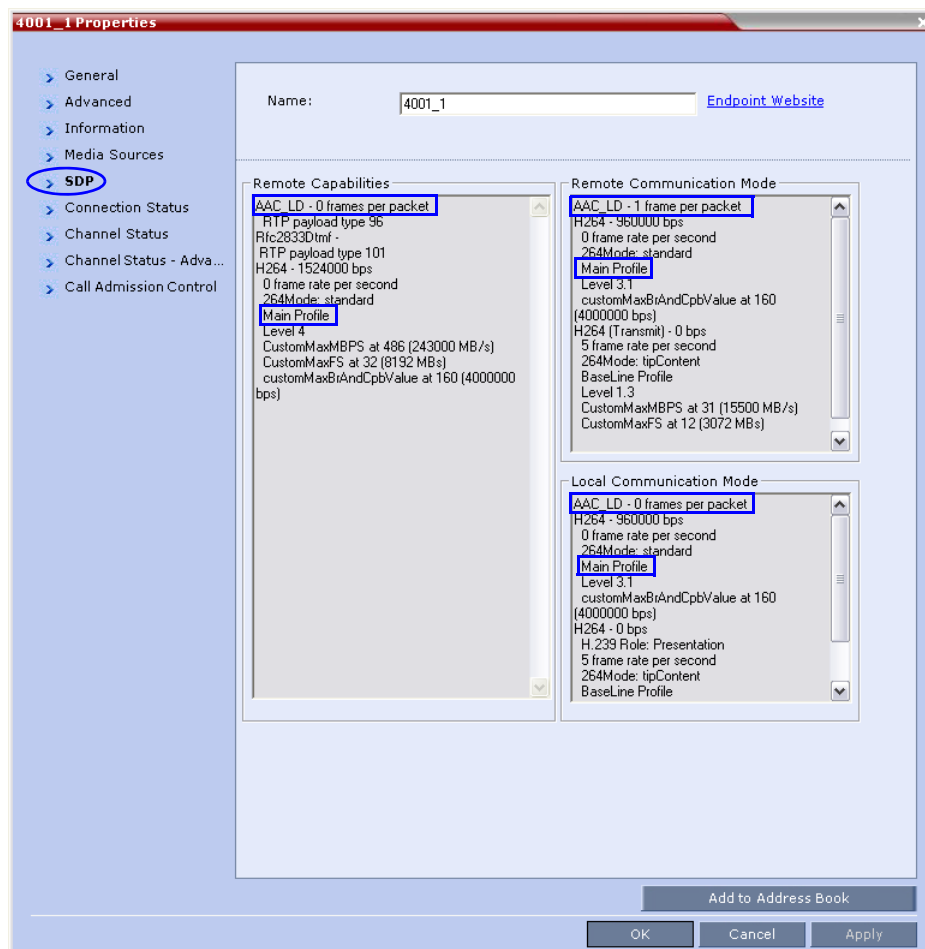 4001_1 Properties
General
Advanced
Information
Media Sources
SDP
Connection Status
Channel Status
Channel Status - Adva...
Call Admission Control
Name:
4001_1
Endpoint Website
Remote Capabilities
AAC_LD - 0 frames per packet
RTP payload type 96
Rfc2833Dtmf -
RTP payload type 101
H264 - 1524000 bps
0 frame rate per second
264Mode: standard
Main Profile
Level 4
CustomMaxMBPS at 486 (243000 MB/s)
CustomMaxFS at 32 (8192 MBs)
customMaxBrAndCpbValue at 160 (4000000
bps)
Remote Communication Mode
AAC_LD - 1 frame per packet
H264 - 960000 bps
0 frame rate per second
264Mode: standard
Main Profile
Level 3.1
customMaxBrAndCpbValue at 160
(4000000 bps)
H264 (Transmit) - 0 bps
5 frame rate per second
264Mode: tipContent
BaseLine Profile
Level 1.3
CustomMaxMBPS at 31 (15500 MB/s)
CustomMaxFS at 12 (3072 MBs)
Local Communication Mode
AAC_LD - 0 frames per packet
H264 - 960000 bps
0 frame rate per second
264Mode: standard
Main Profile
Level 3.1
customMaxBrAndCpbValue at 160
(4000000 bps)
H264 - 0 bps
H.239 Role: Presentation
5 frame rate per second
264Mode: tipContent
BaseLine Profile
Add to Address Book
OK
Cancel
Apply